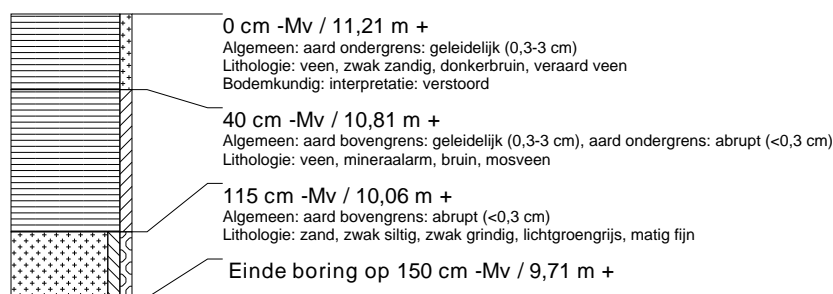 0 cm -Mv / 11,21 m +
Algemeen: aard ondergrens: geleidelijk (0,3-3 cm)
Lithologie: veen, zwak zandig, donkerbruin, veraard veen
Bodemkundig: interpretatie: verstoord
40 cm -Mv / 10,81 m +
Algemeen: aard bovengrens: geleidelijk (0,3-3 cm), aard ondergrens: abrupt (<0,3 cm)
Lithologie: veen, mineraalarm, bruin, mosveen
115 cm -Mv / 10,06 m +
Algemeen: aard bovengrens: abrupt (<0,3 cm)
Lithologie: zand, zwak siltig, zwak grindig, lichtgroengrijs, matig fijn
Einde boring op 150 cm -Mv / 9,71 m +